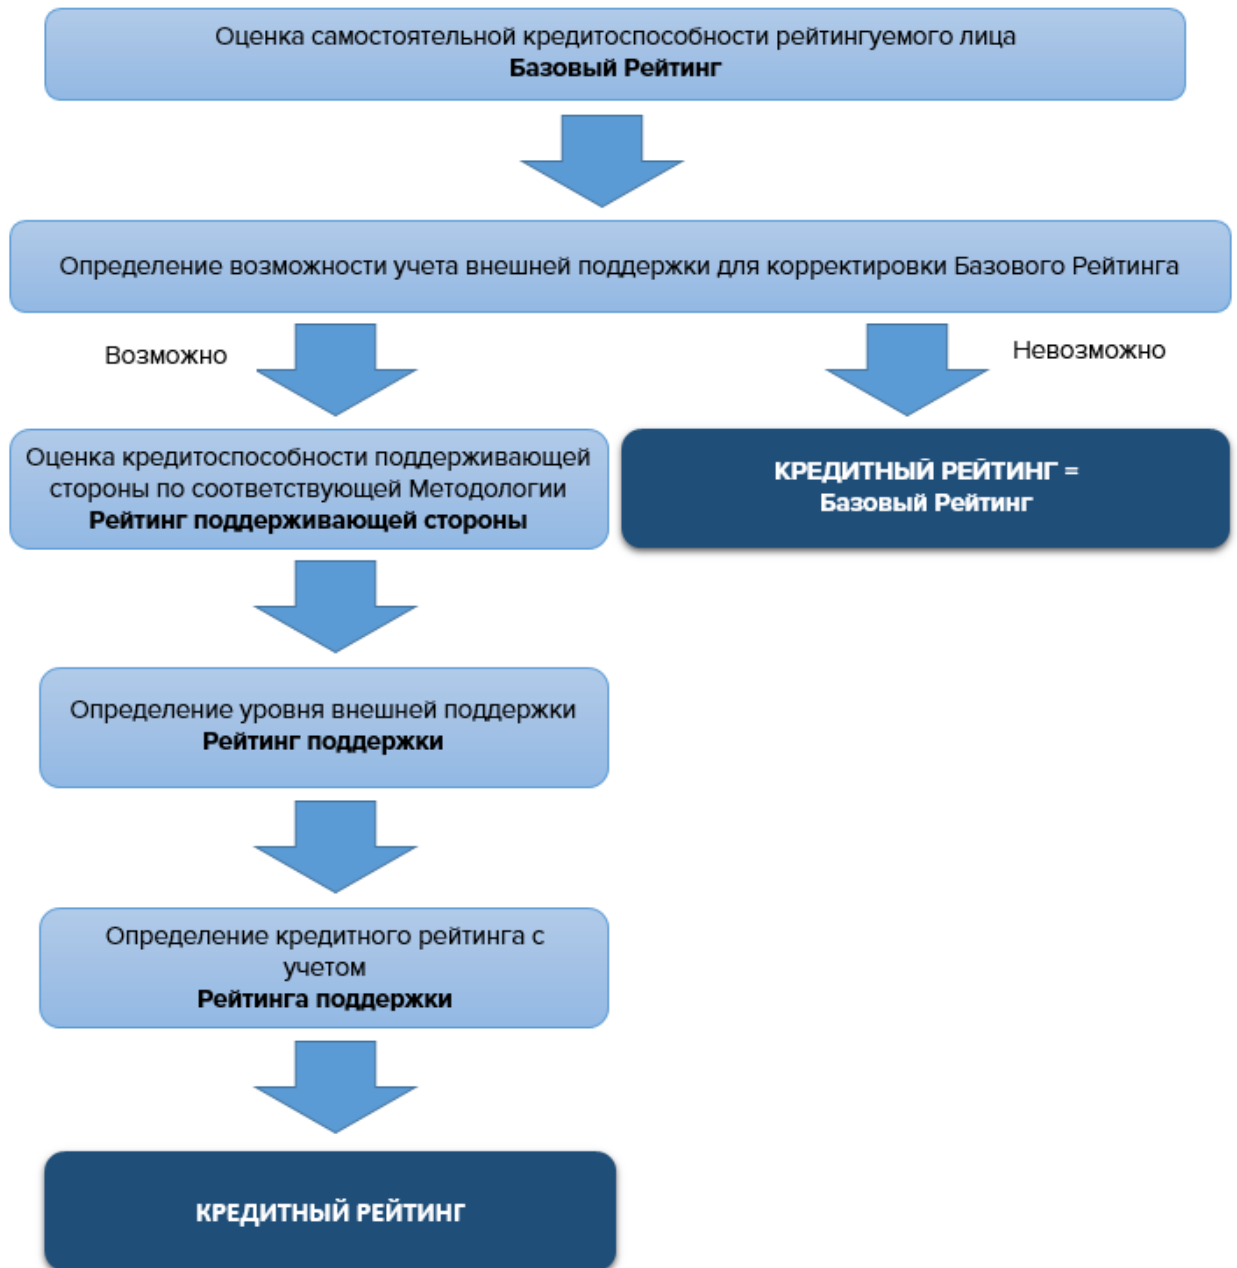 Оценка самостоятельной кредитоспособности рейтингуемого лица
Базовый Рейтинг
Определение возможности учета внешней поддержки для корректировки Базового Рейтинга
Возможно
Невозможно
Оценка кредитоспособности поддерживающей
стороны по соответствующей Методологии
Рейтинг поддерживающей стороны
КРЕДИТНЫЙ РЕЙТИНГ =
Базовый Рейтинг
Определение уровня внешней поддержки
Рейтинг поддержки
Определение кредитного рейтинга с
учетом
Рейтинга поддержки
КРЕДИТНЫЙ РЕЙТИНГ